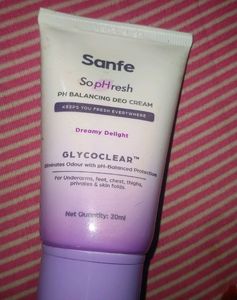 Sanfe
SopHresh
PH BALANCING DEO CREAM
KEEPS YOU FRESH EVERYWHERE
Dreamy Delight
GLYCOCLEAR™
Eliminates Odour with pH-Balanced Protection
For Underarms, feet, chest, thighs,
privates & skin folds.
Net Quantity: 20ml